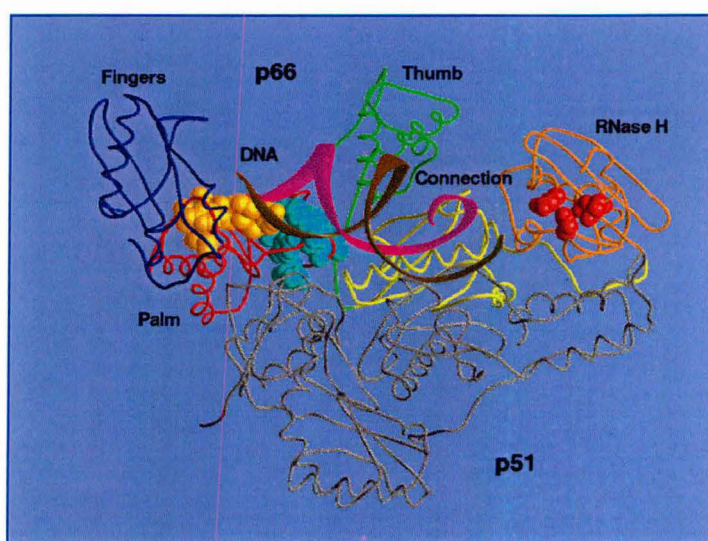 p66
Fingers
Thumb
RNase H
DNA
Connection
Palm
p51